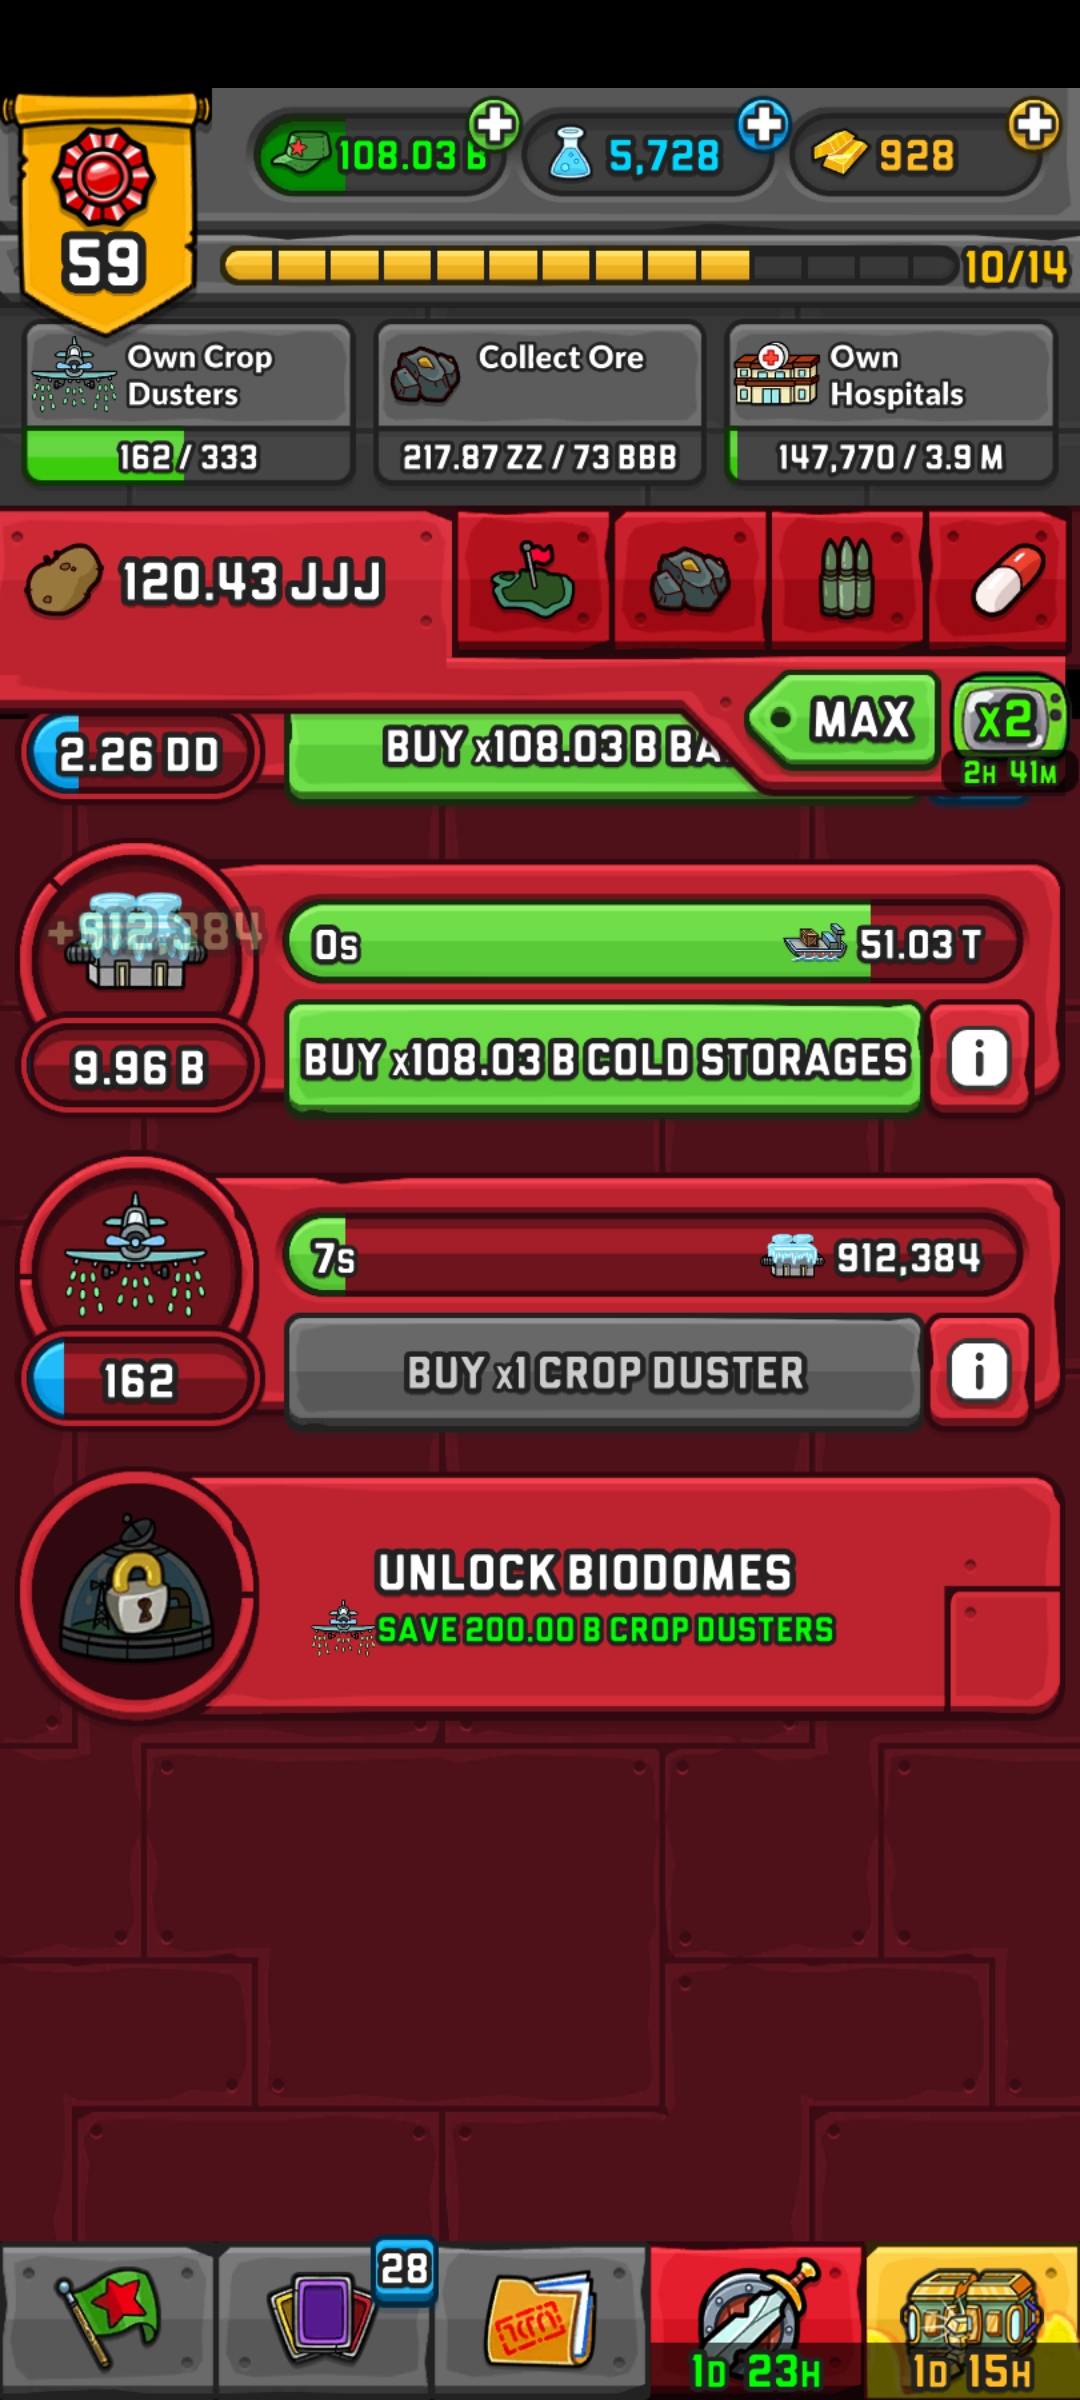 108.03 B
5,728
928
59
10/14
Own Crop
Dusters
162 / 333
Collect Ore
217.87 ZZ / 73 BBB
Own
Hospitals
147,770 / 3.9 M
120.43 JJJ
MAX
x2
2H 41M
2.26 DD
BUY x108.03 B BA
+912,384
0s
51.03 T
9.96 B
BUY x108.03 B COLD STORAGES
i
7s
912,384
162
BUY x1 CROP DUSTER
i
UNLOCK BIODOMES
SAVE 200.00 B CROP DUSTERS
28
1D 23H
1D 15H